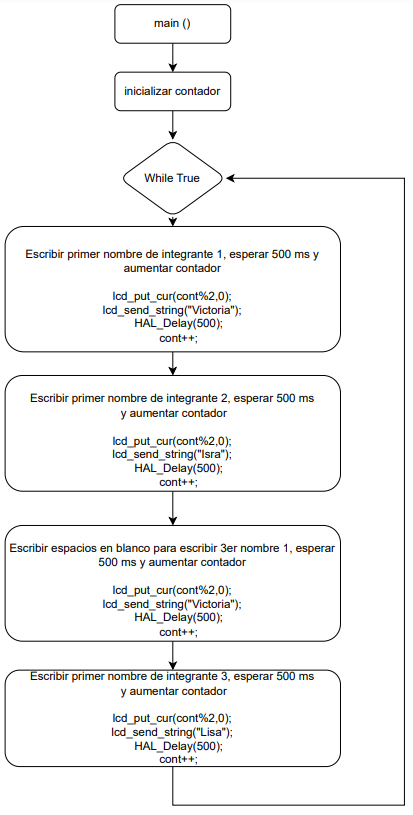 main ()
inicializar contador
While True
Escribir primer nombre de integrante 1, esperar 500 ms y
aumentar contador
lcd_put_cur(cont%2,0);
lcd_send_string("Victoria");
HAL_Delay(500);
cont++;
Escribir primer nombre de integrante 2, esperar 500 ms
y aumentar contador
lcd_put_cur(cont%2,0);
lcd_send_string("Isra");
HAL_Delay(500);
cont++;
Escribir espacios en blanco para escribir 3er nombre 1, esperar
500 ms y aumentar contador
lcd_put_cur(cont%2,0);
lcd_send_string("Victoria");
HAL_Delay(500);
cont++;
Escribir primer nombre de integrante 3, esperar 500 ms
y aumentar contador
lcd_put_cur(cont%2,0);
lcd_send_string("Lisa");
HAL_Delay(500);
cont++;